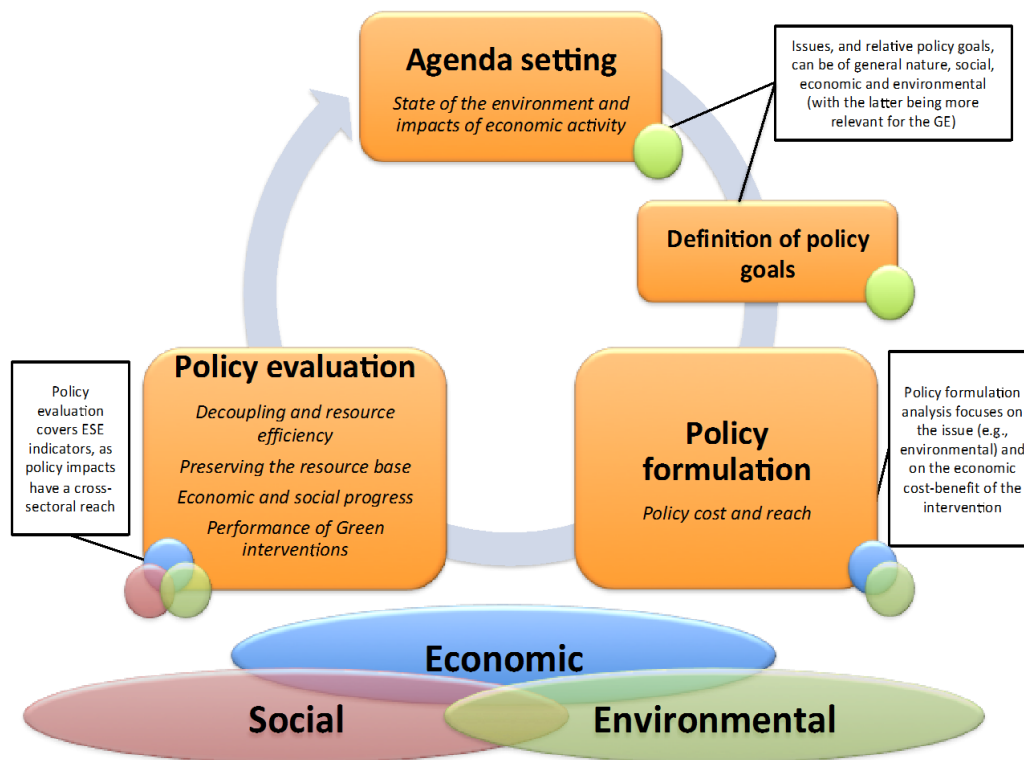 Agenda setting
State of the environment and
impacts of economic activity
Issues, and relative policy goals,
can be of general nature, social,
economic and environmental
(with the latter being more
relevant for the GE)
Definition of policy
goals
Policy
formulation
Policy cost and reach
Policy formulation
analysis focuses on
the issue (e.g.,
environmental) and
on the economic
cost-benefit of the
intervention
Policy evaluation
Decoupling and resource
efficiency
Preserving the resource base
Economic and social progress
Performance of Green
interventions
Policy
evaluation
covers ESE
indicators, as
policy impacts
have a cross-
sectoral reach
Economic
Social
Environmental